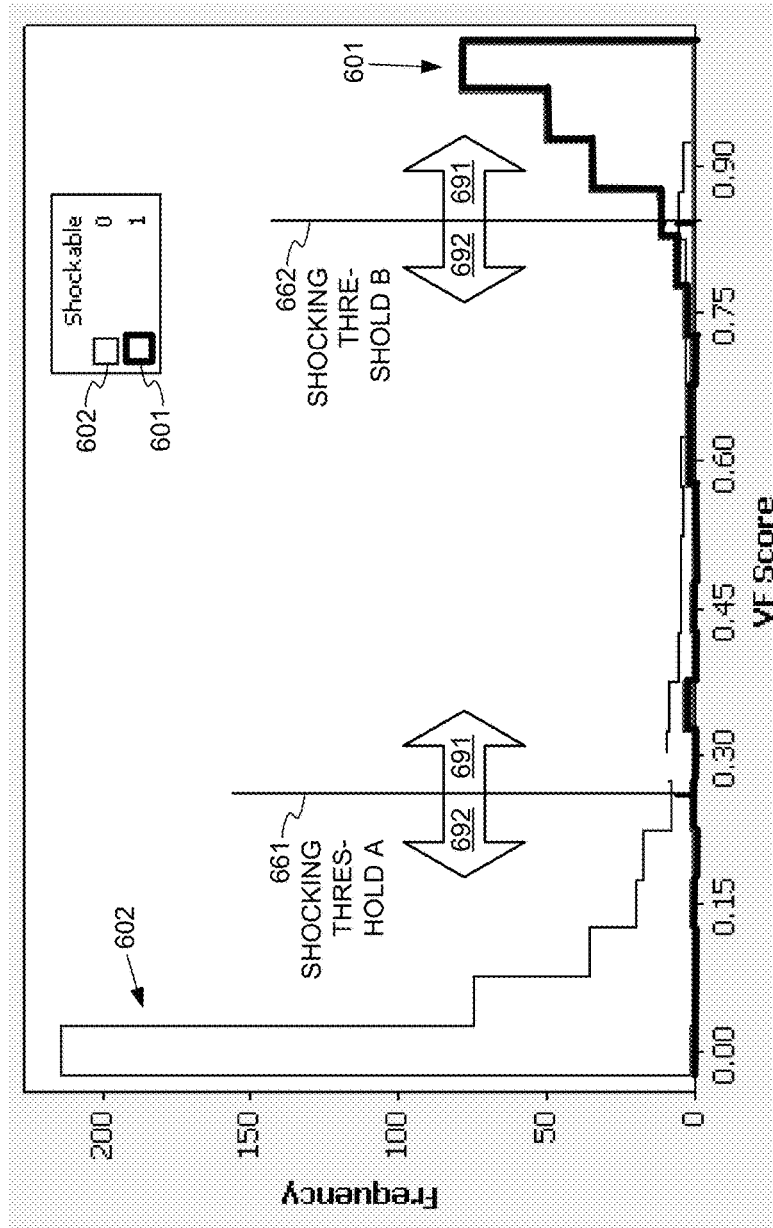 Shockable
602 0
601 1
602
601
661
SHOCKING
THRES-
HOLD A
662
SHOCKING
THRE-
SHOLD B
692 691
692 691
Frequency
200
150
100
50
0
0.00 0.15 0.30 0.45 0.60 0.75 0.90
VF Score